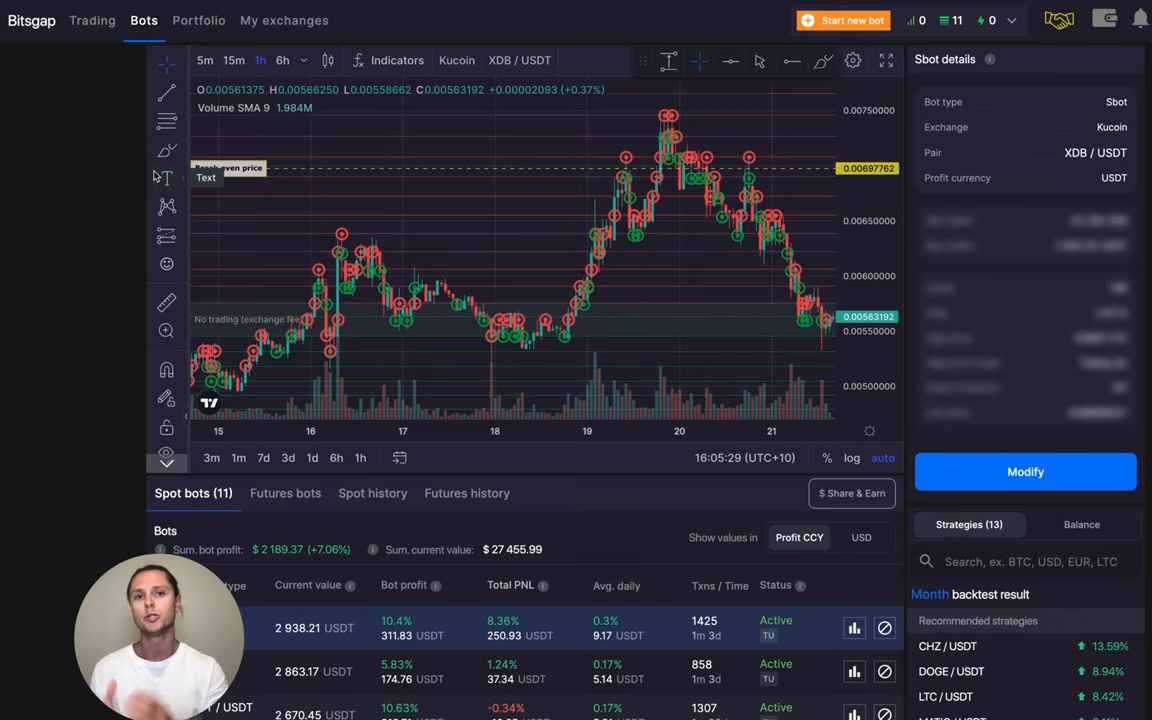 Bitsgap Trading Bots Portfolio My exchanges Start new bot 0 11 0
5m 15m 1h 6h Indicators Kucoin XDB / USDT
Sbot details
O0.00561375 H0.00566250 L0.00558662 C0.00563192 +0.00002093 (+0.37%)
Volume SMA 9 1.984M
0.00750000
Bot type Sbot
Exchange Kucoin
Pair XDB / USDT
Profit currency USDT
Break even price
0.00697762
Text
0.00650000
0.00600000
No trading (exchange fee
0.00563192
0.00550000
0.00500000
15 16 17 18 19 20 21
3m 1m 7d 3d 1d 6h 1h 16:05:29 (UTC+10) % log auto
Modify
Spot bots (11) Futures bots Spot history Futures history $ Share & Earn
Strategies (13) Balance
Bots
Sum. bot profit: $ 2 189.37 (+7.06%) Sum. current value: $ 27 455.99
Show values in Profit CCY USD
Search, ex. BTC, USD, EUR, LTC
type Current value Bot profit Total PNL Avg. daily Txns / Time Status
Month backtest result
Recommended strategies
2 938.21 USDT 10.4% 8.36% 0.3% 1425 Active
311.83 USDT 250.93 USDT 9.17 USDT 1m 3d TU
CHZ / USDT 13.59%
DOGE / USDT 8.94%
LTC / USDT 8.42%
2 863.17 USDT 5.83% 1.24% 0.17% 858 Active
174.76 USDT 37.34 USDT 5.14 USDT 1m 3d TU
/ USDT 2 670.45 USDT 10.63% -0.34% 0.17% 1307 Active